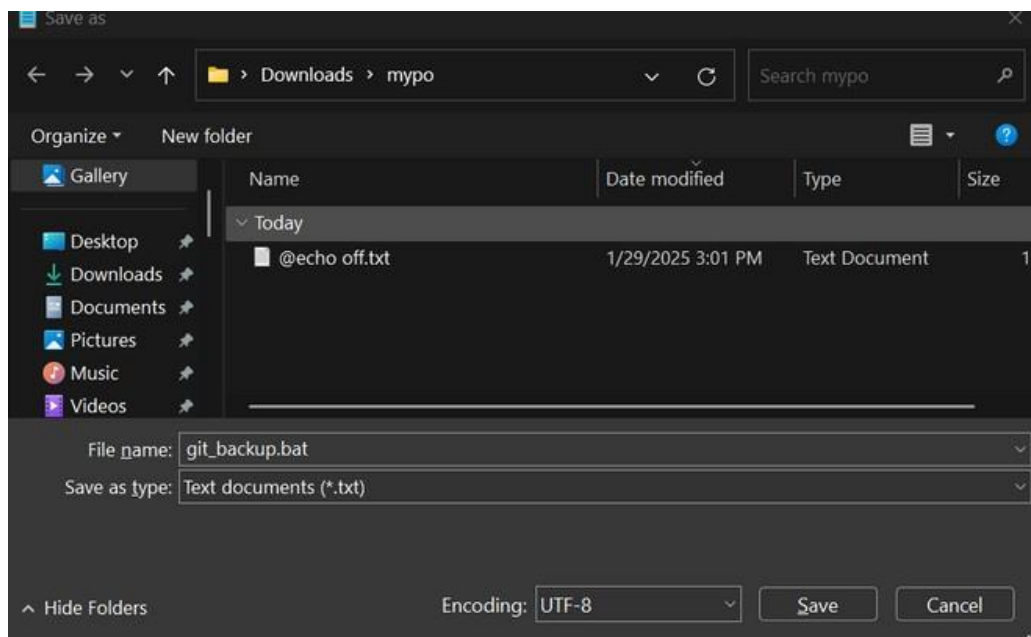 Save as
Downloads > mypo
Search mypo
Organize
New folder
Gallery
Name
Date modified
Type
Size
Today
Desktop
@echo off.txt
1/29/2025 3:01 PM
Text Document
1
Downloads
Documents
Pictures
Music
Videos
File name: git_backup.bat
Save as type: Text documents (*.txt)
Hide Folders
Encoding: UTF-8
Save
Cancel